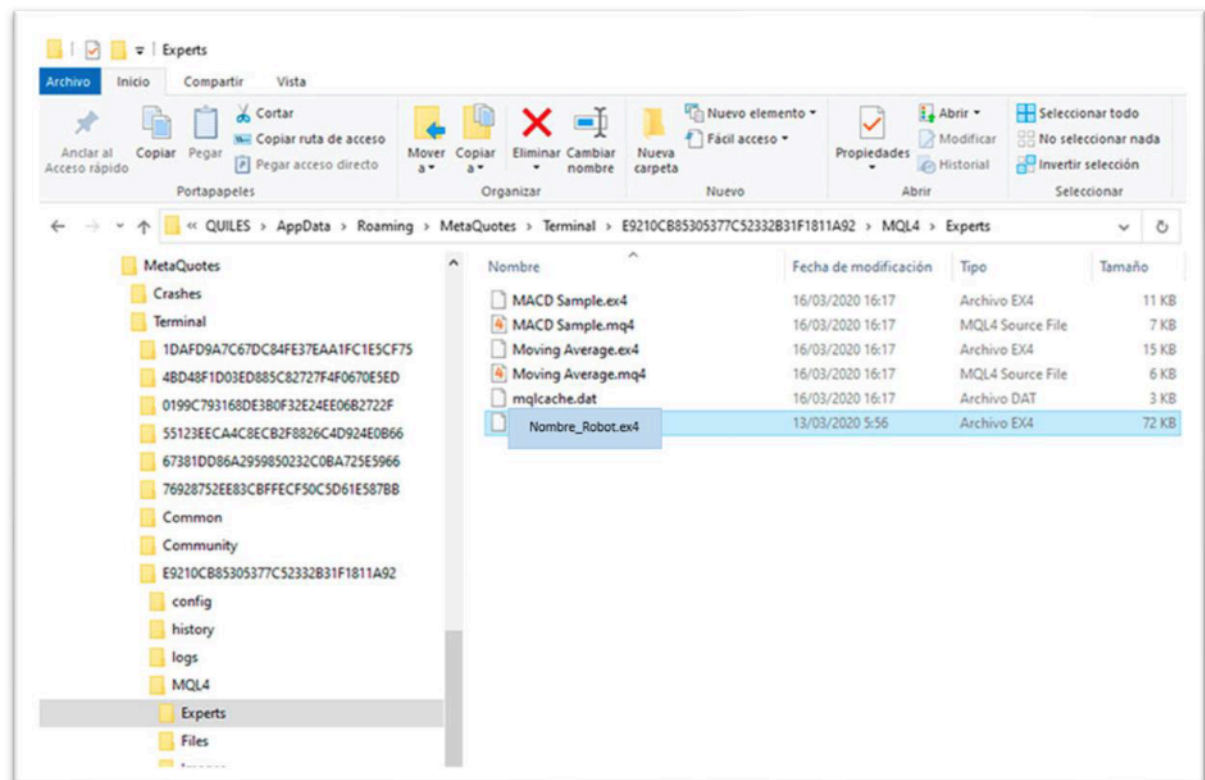 Experts
Archivo Inicio Compartir Vista
Anclar al Acceso rápido
Copiar
Pegar
Cortar
Copiar ruta de acceso
Pegar acceso directo
Portapapeles
Mover a
Copiar a
Eliminar
Cambiar nombre
Organizar
Nueva carpeta
Nuevo elemento
Fácil acceso
Nuevo
Propiedades
Abrir
Modificar
Historial
Abrir
Seleccionar todo
No seleccionar nada
Invertir selección
Seleccionar
« QUILES > AppData > Roaming > MetaQuotes > Terminal > E9210CB85305377C52332B31F1811A92 > MQL4 > Experts
MetaQuotes
Crashes
Terminal
1DAFD9A7C67DC84FE37EAA1FC1E5CF75
4BD48F1D03ED885C82727F4F0670E5ED
0199C793168DE3B0F32E24EE06B2722F
55123EECA4C8ECB2F8826C4D924E0B66
67381DD86A2959850232C0BA725E5966
76928752EE83CBFFECF50C5D61E587BB
Common
Community
E9210CB85305377C52332B31F1811A92
config
history
logs
MQL4
Experts
Files
Nombre Fecha de modificación Tipo Tamaño
MACD Sample.ex4 16/03/2020 16:17 Archivo EX4 11 KB
MACD Sample.mq4 16/03/2020 16:17 MQL4 Source File 7 KB
Moving Average.ex4 16/03/2020 16:17 Archivo EX4 15 KB
Moving Average.mq4 16/03/2020 16:17 MQL4 Source File 6 KB
mqlcache.dat 16/03/2020 16:17 Archivo DAT 3 KB
Nombre_Robot.ex4 13/03/2020 5:56 Archivo EX4 72 KB